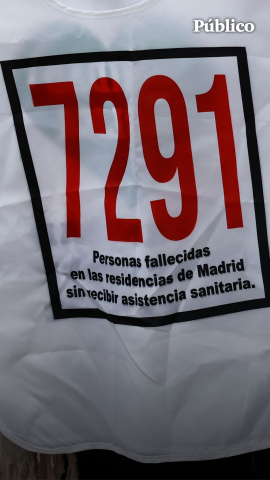 Público
7291
Personas fallecidas
en las residencias de Madrid
sin recibir asistencia sanitaria.